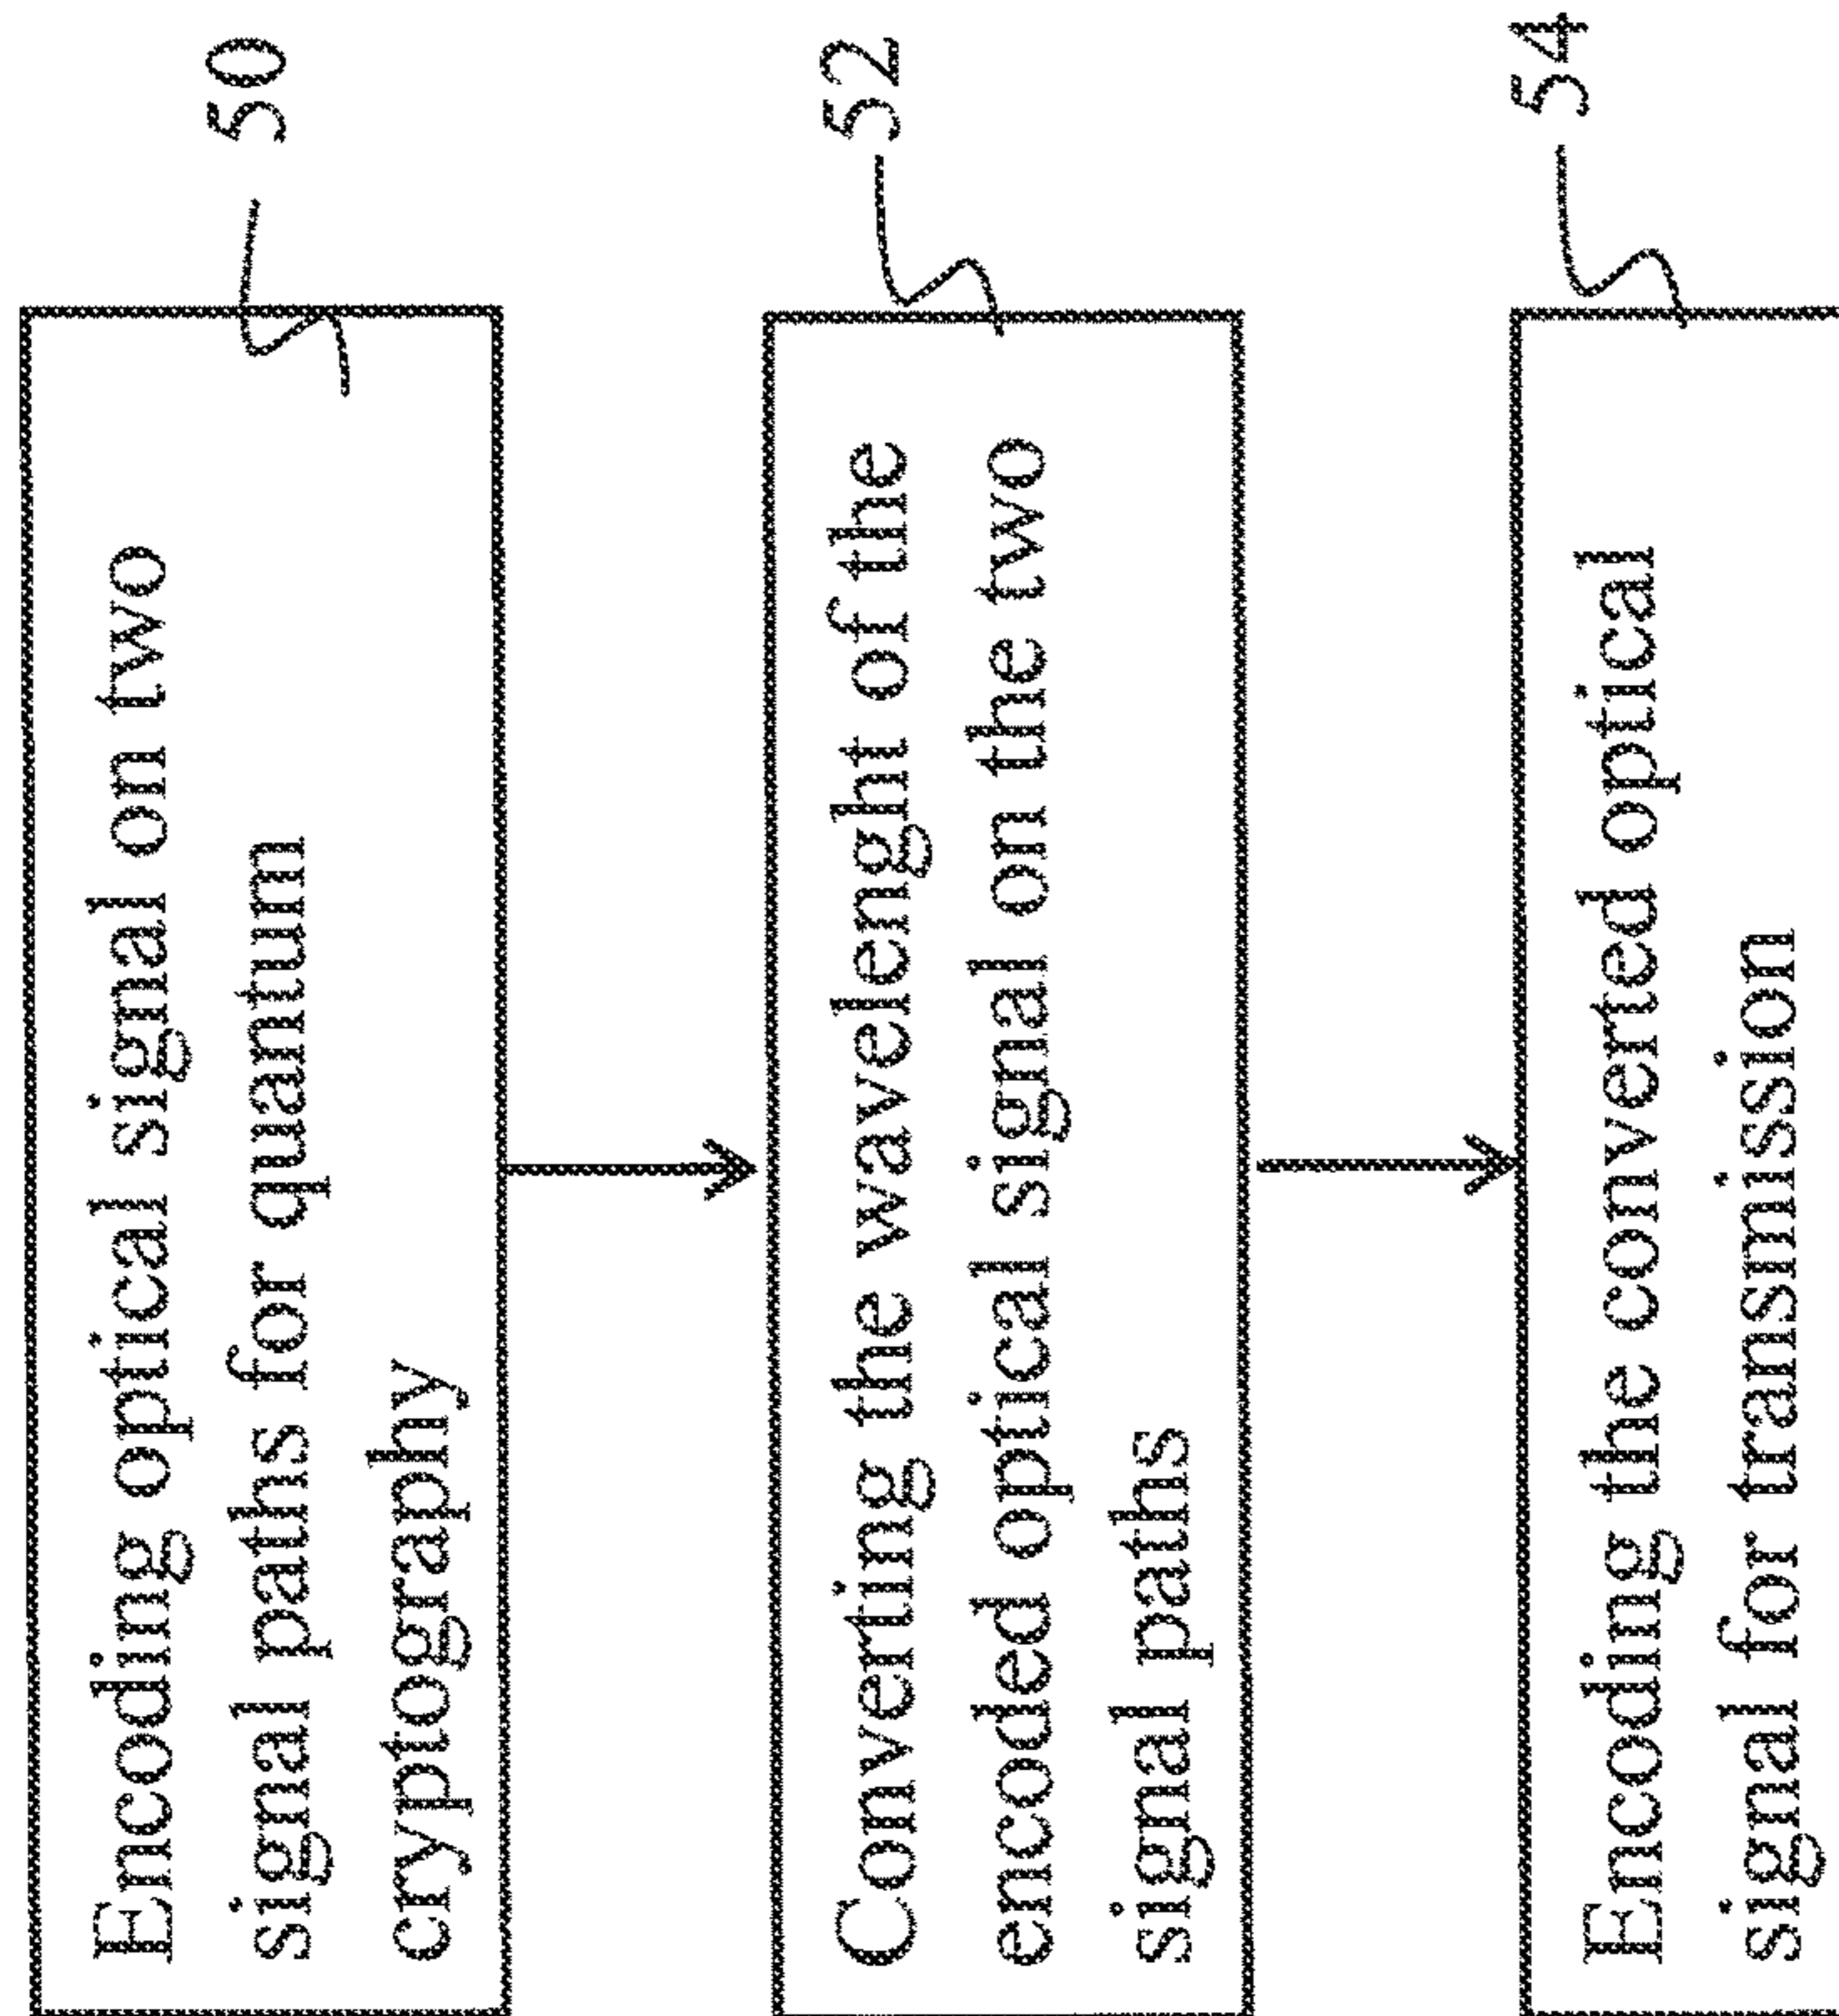 Encoding optical signal on two
signal paths for quantum
cryptography
50
Converting the wavelenght of the
encoded optical signal on the two
signal paths
52
Encoding the converted optical
signal for transmission
54